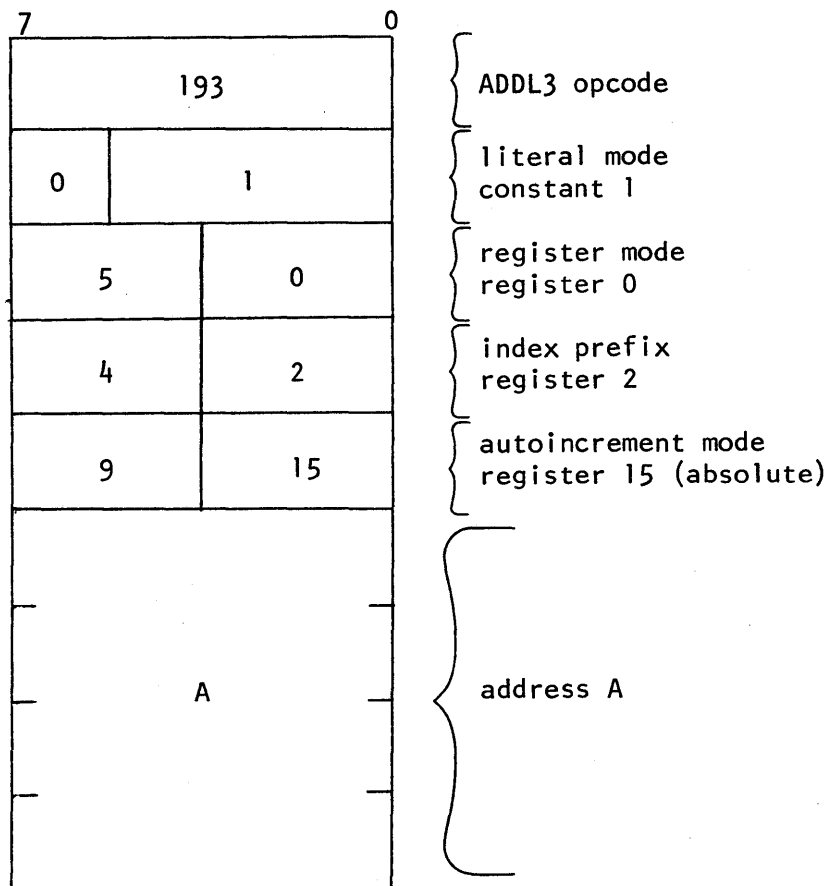 7 0
193
ADDL3 opcode
0 1
literal mode
constant 1
5 0
register mode
register 0
4 2
index prefix
register 2
9 15
autoincrement mode
register 15 (absolute)
A
address A